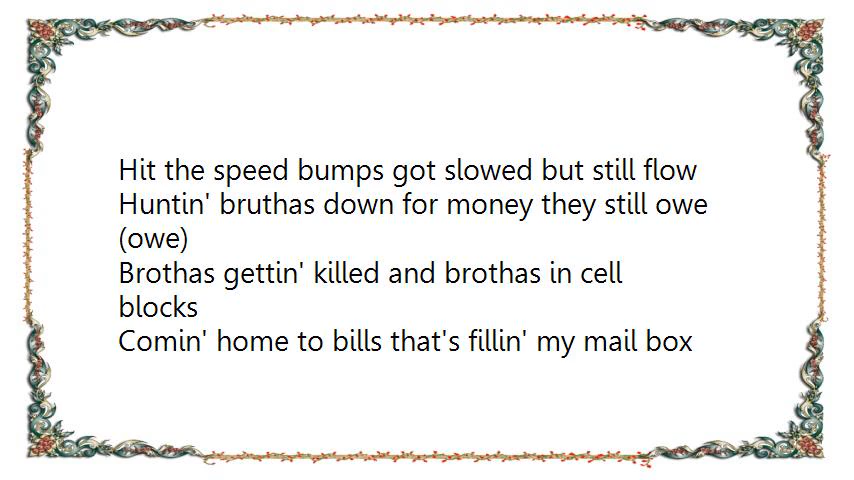 Hit the speed bumps got slowed but still flow
Huntin' bruthas down for money they still owe
(owe)
Brothas gettin' killed and brothas in cell
blocks
Comin' home to bills that's fillin' my mail box